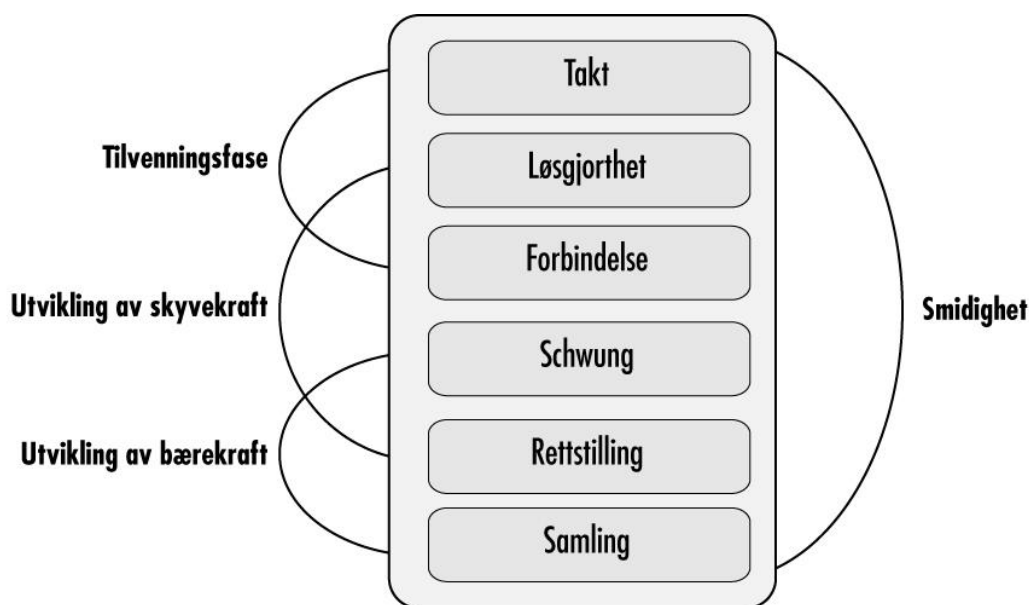 Takt
Tilvenningsfase
Løsgjorthet
Forbindelse
Utvikling av skyvekraft
Smidighet
Schwung
Utvikling av bærekraft
Rettstilling
Samling